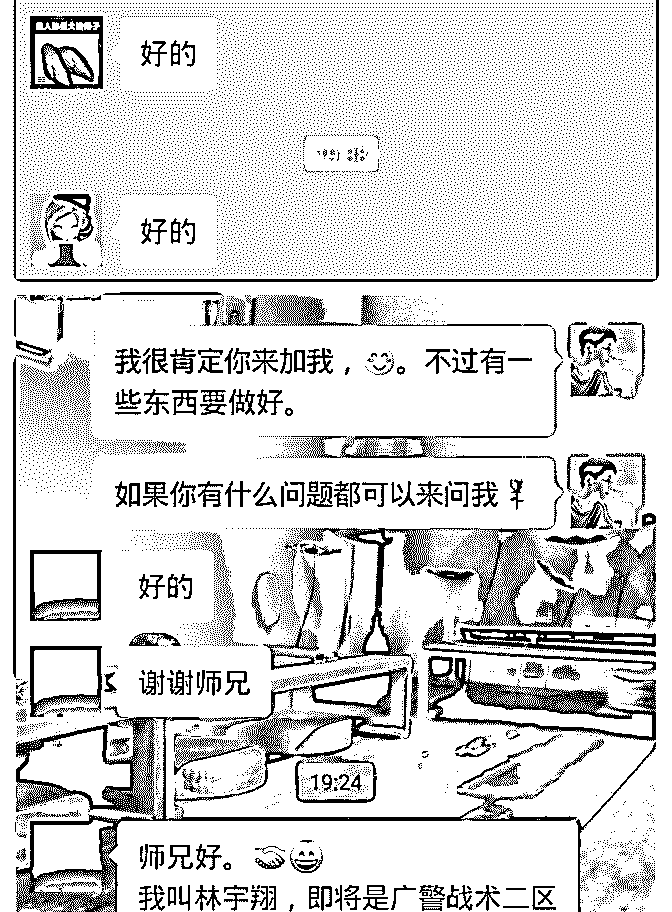 好的
好的
我很肯定你来加我，😊。不过有一
些东西要做好。
如果你有什么问题都可以来问我
好的
谢谢师兄
19:24
师兄好。🤝😄
我叫林宇翔，即将是广警战术二区